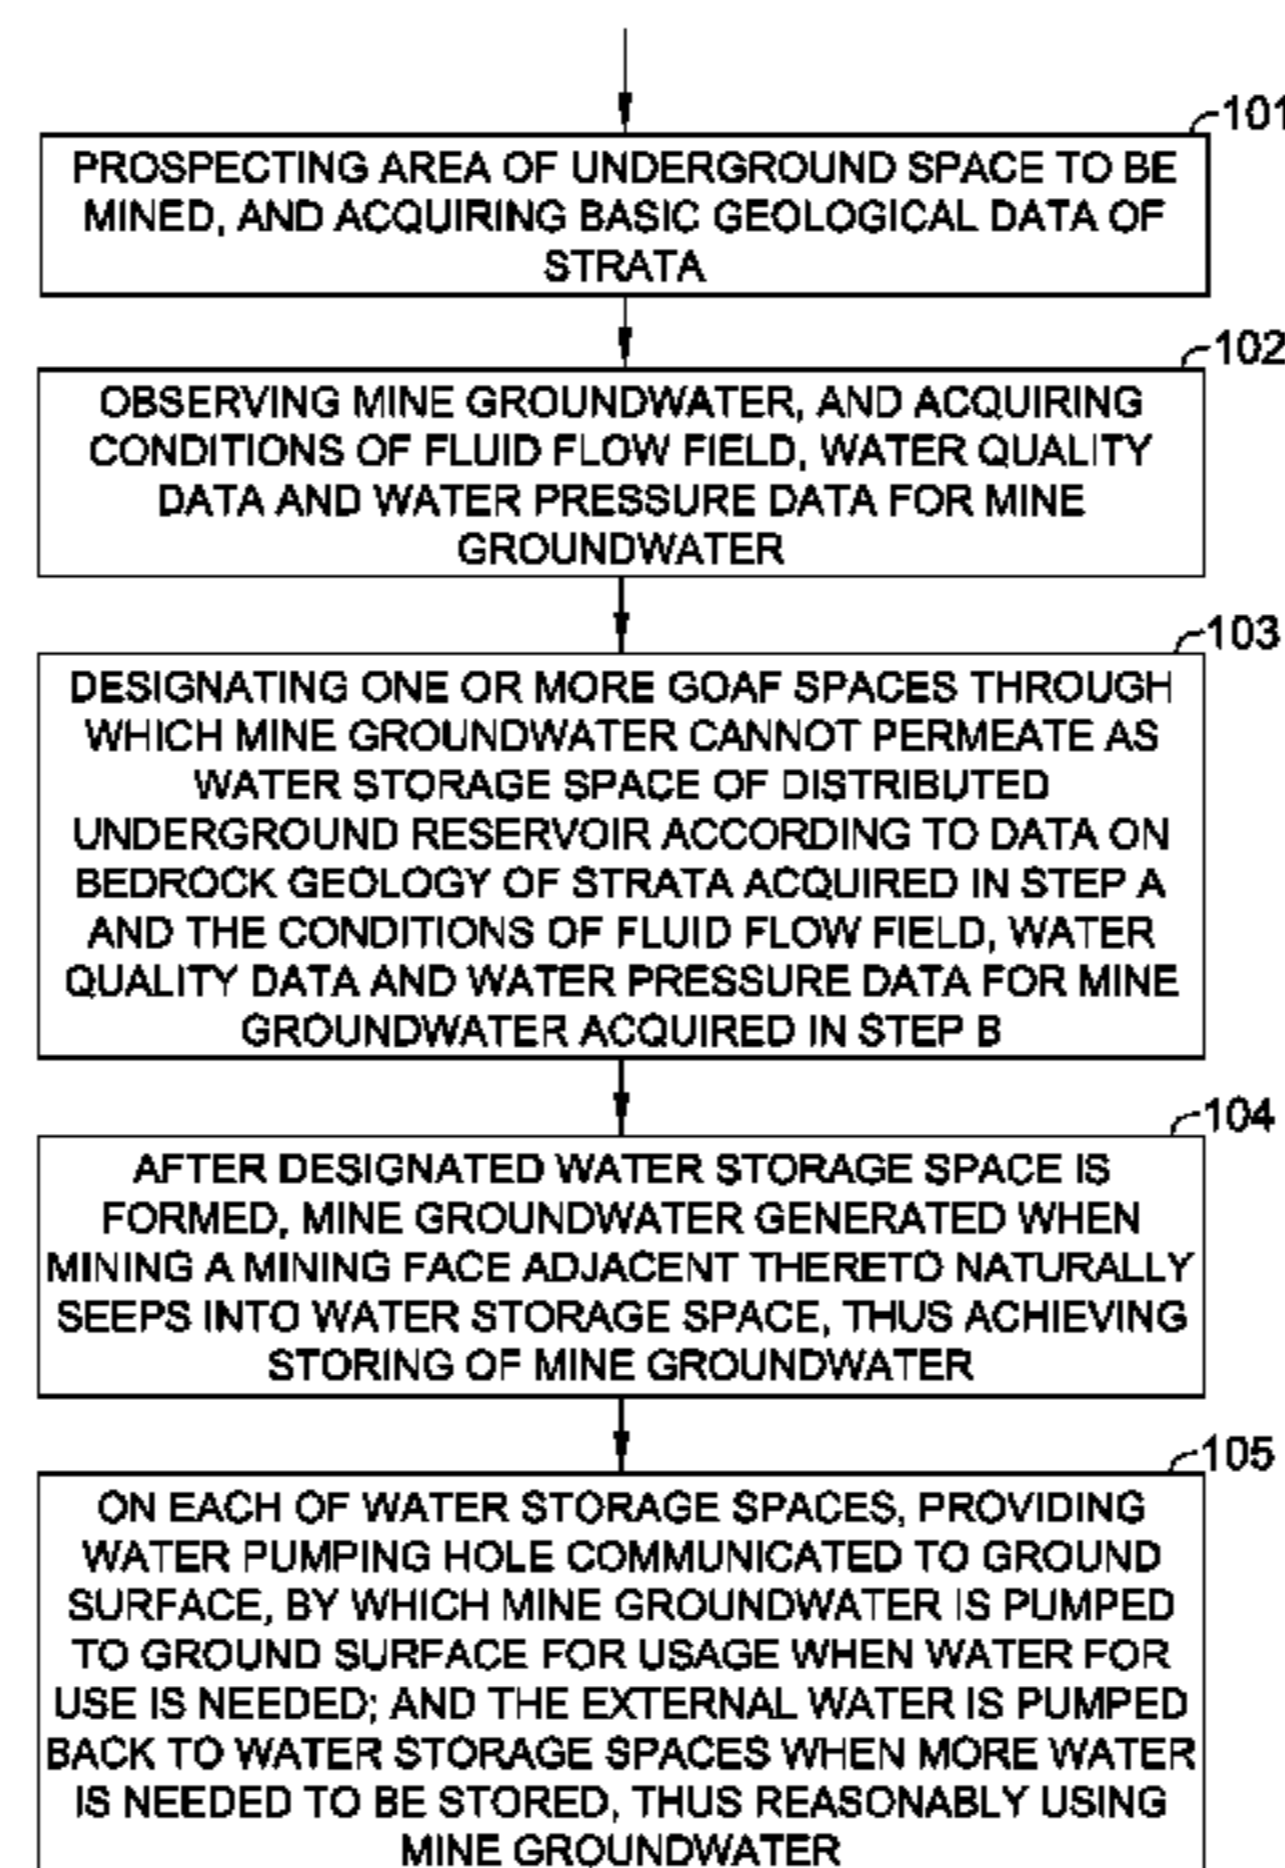 101
PROSPECTING AREA OF UNDERGROUND SPACE TO BE
MINED, AND ACQUIRING BASIC GEOLOGICAL DATA OF
STRATA
102
OBSERVING MINE GROUNDWATER, AND ACQUIRING
CONDITIONS OF FLUID FLOW FIELD, WATER QUALITY
DATA AND WATER PRESSURE DATA FOR MINE
GROUNDWATER
103
DESIGNATING ONE OR MORE GOAF SPACES THROUGH
WHICH MINE GROUNDWATER CANNOT PERMEATE AS
WATER STORAGE SPACE OF DISTRIBUTED
UNDERGROUND RESERVOIR ACCORDING TO DATA ON
BEDROCK GEOLOGY OF STRATA ACQUIRED IN STEP A
AND THE CONDITIONS OF FLUID FLOW FIELD, WATER
QUALITY DATA AND WATER PRESSURE DATA FOR MINE
GROUNDWATER ACQUIRED IN STEP B
104
AFTER DESIGNATED WATER STORAGE SPACE IS
FORMED, MINE GROUNDWATER GENERATED WHEN
MINING A MINING FACE ADJACENT THERETO NATURALLY
SEEPS INTO WATER STORAGE SPACE, THUS ACHIEVING
STORING OF MINE GROUNDWATER
105
ON EACH OF WATER STORAGE SPACES, PROVIDING
WATER PUMPING HOLE COMMUNICATED TO GROUND
SURFACE, BY WHICH MINE GROUNDWATER IS PUMPED
TO GROUND SURFACE FOR USAGE WHEN WATER FOR
USE IS NEEDED; AND THE EXTERNAL WATER IS PUMPED
BACK TO WATER STORAGE SPACES WHEN MORE WATER
IS NEEDED TO BE STORED, THUS REASONABLY USING
MINE GROUNDWATER